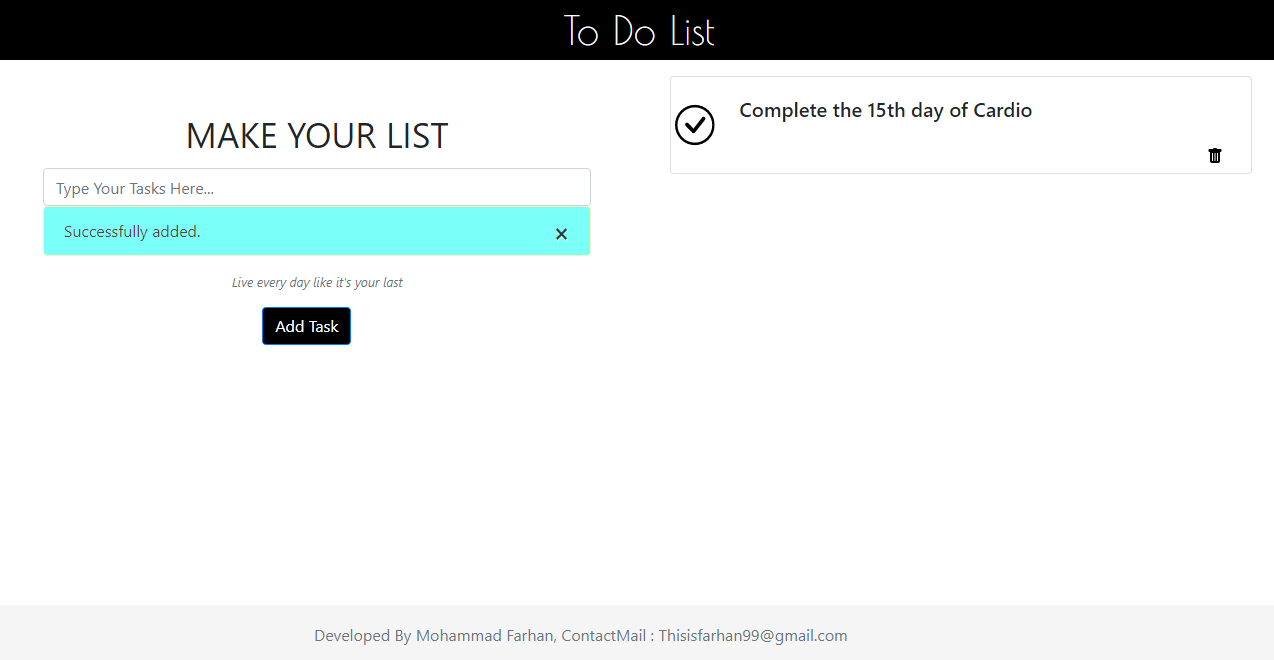 To Do List
MAKE YOUR LIST
Type Your Tasks Here...
Successfully added.
Live every day like it's your last
Add Task
Complete the 15th day of Cardio
Developed By Mohammad Farhan, ContactMail : Thisisfarhan99@gmail.com